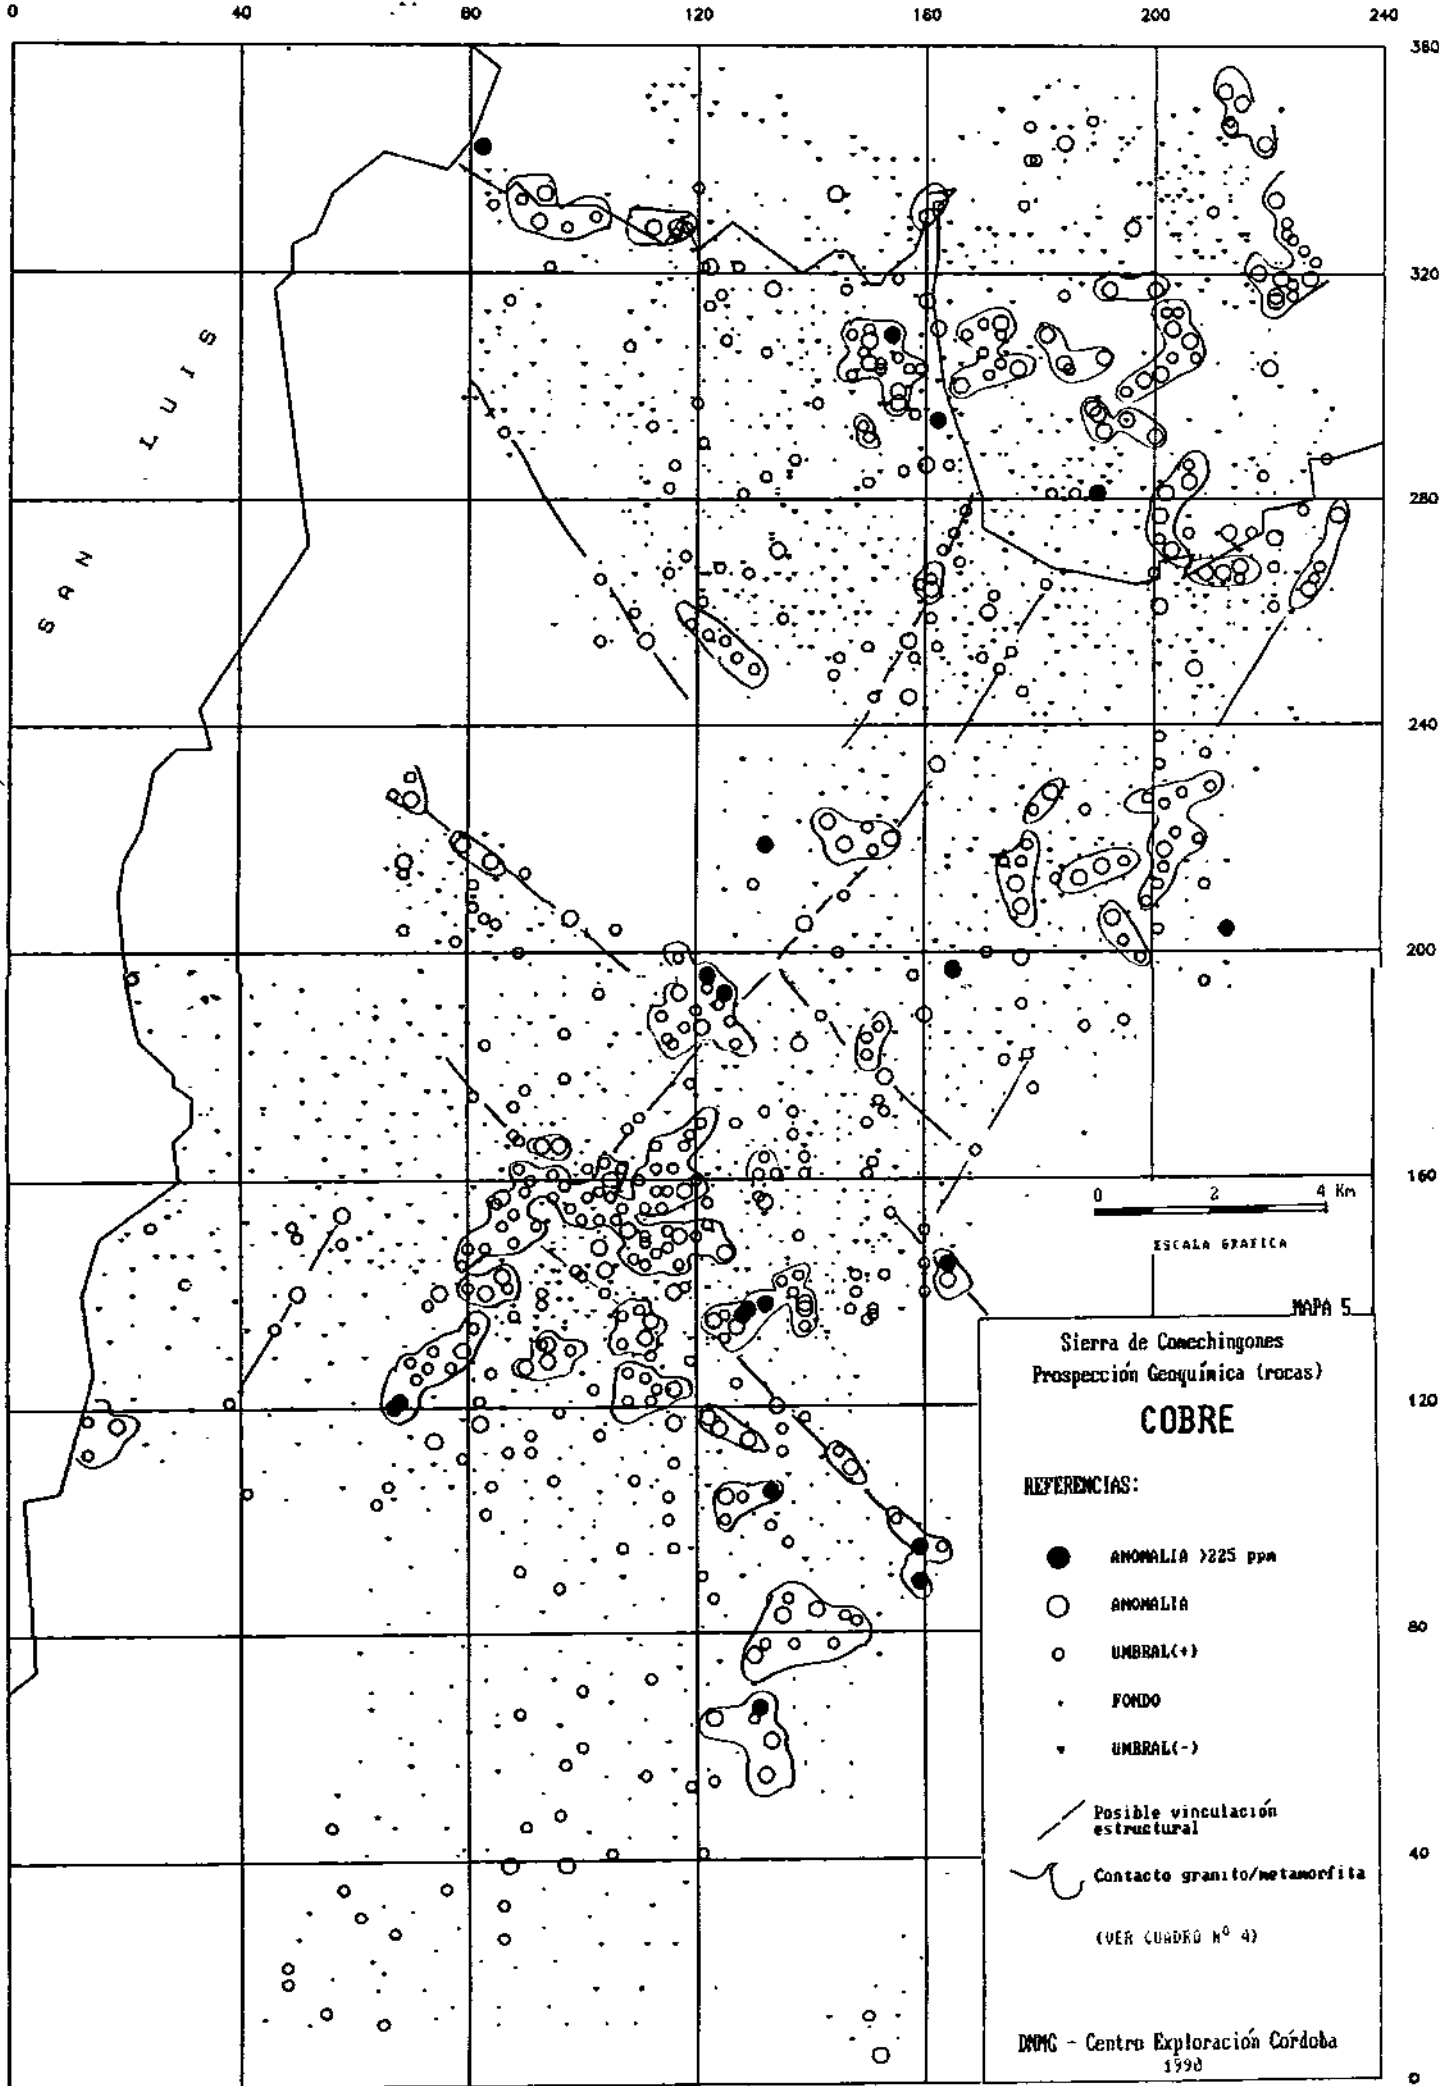 0 40 80 120 160 200 240
380
320
280
240
200
160
120
80
40
0
SAN LUIS
0 2 4 Km
ESCALA GRAFICA
MAPA 5
Sierra de Comechingones
Prospección Geoquímica (rocas)
COBRE
REFERENCIAS:
ANOMALIA >225 ppm
ANOMALIA
UMBRAL(+)
FONDO
UMBRAL(-)
Posible vinculación
estructural
Contacto granito/metamorfita
(VER CUADRO Nº 4)
DNMG - Centro Exploración Córdoba
1990